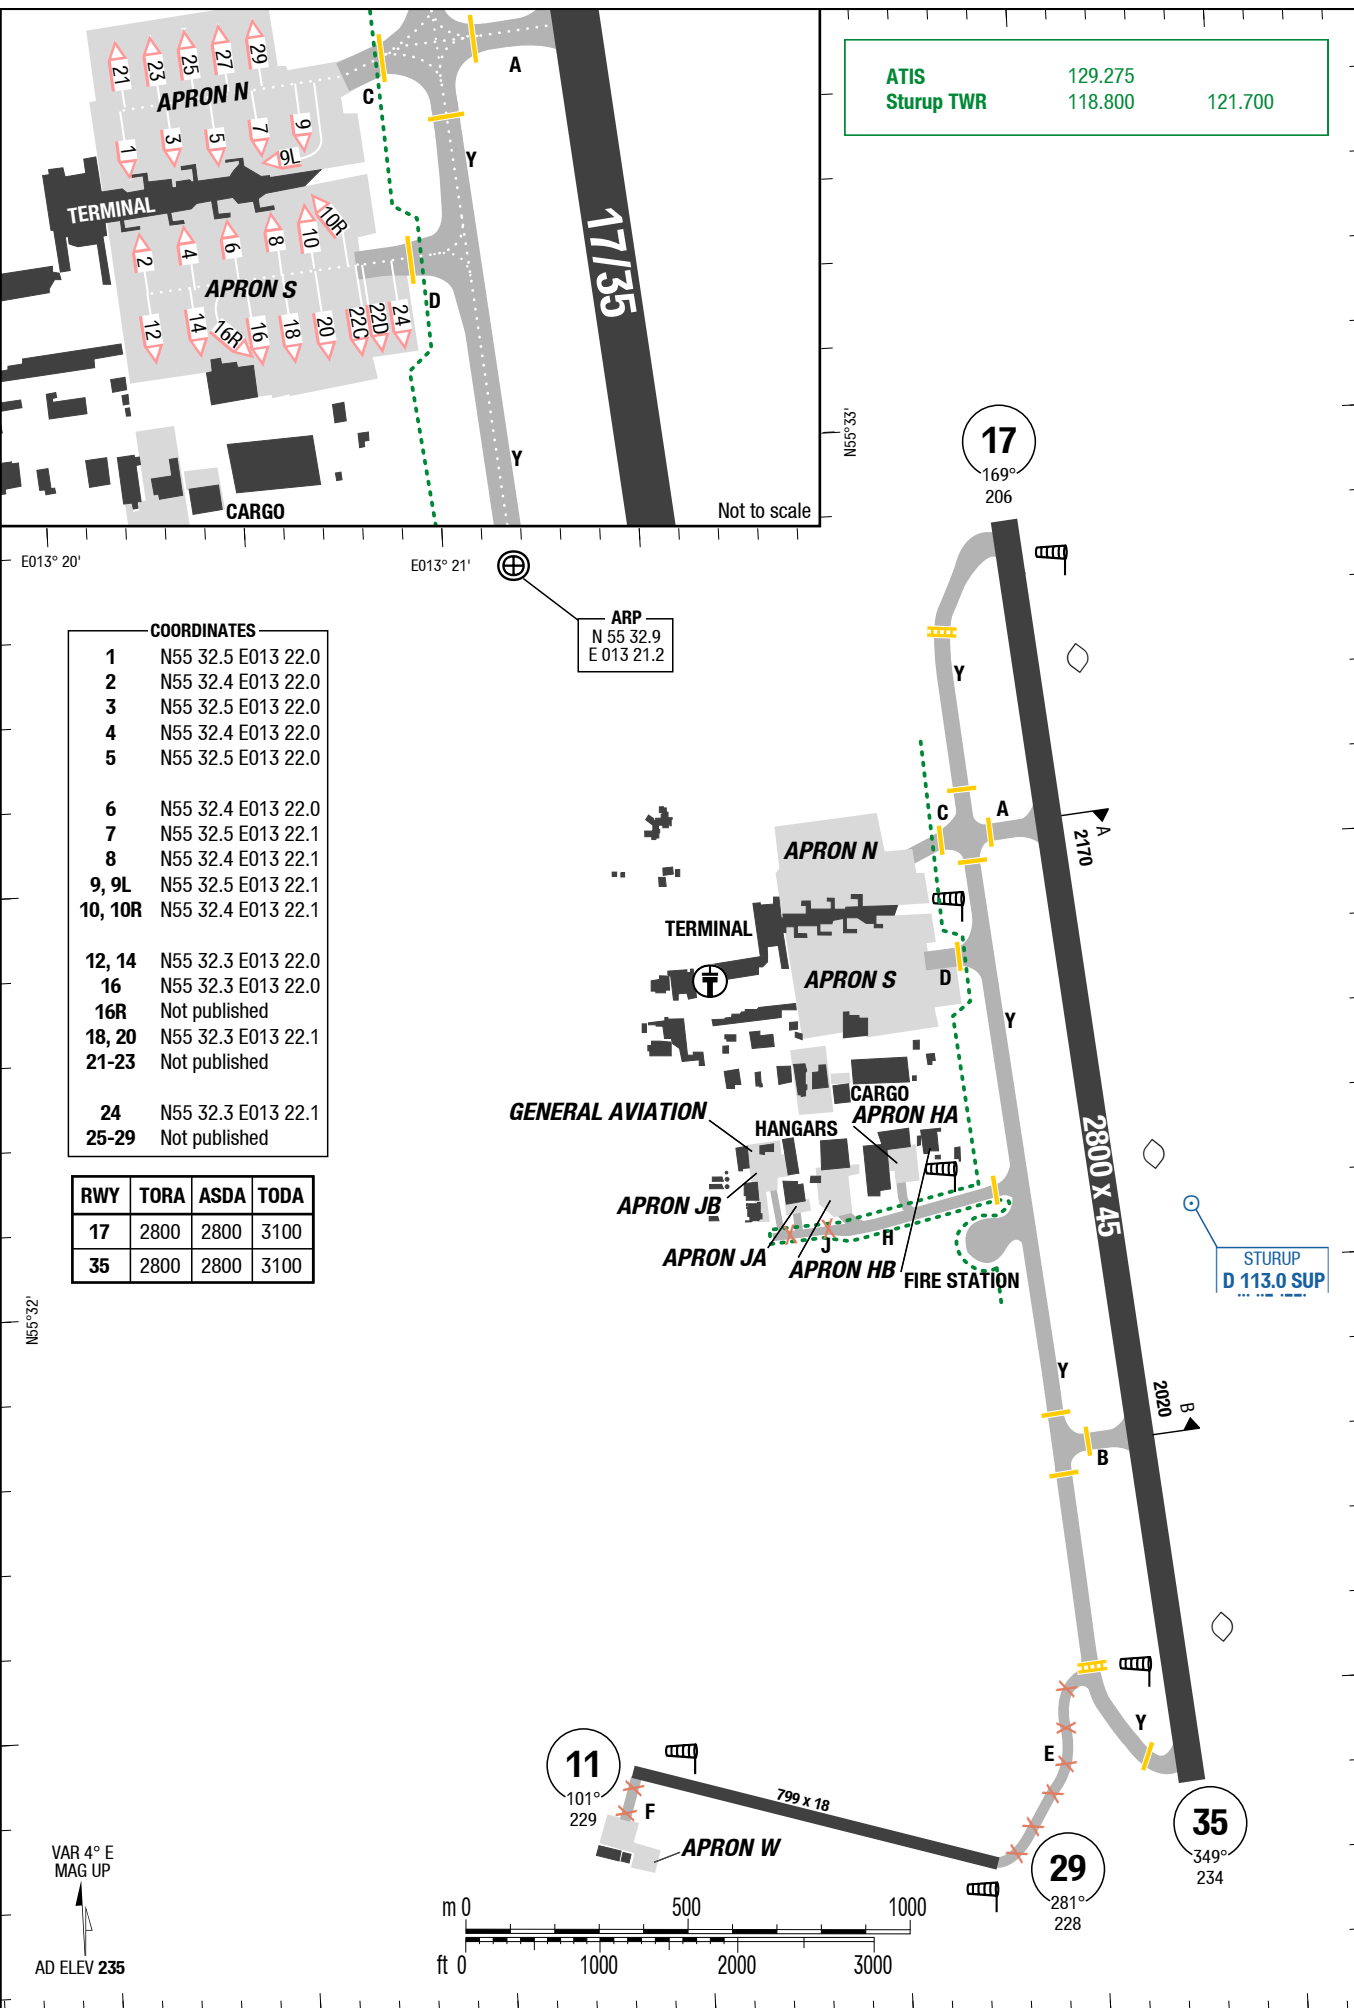 21
23
25
27
29
APRON N
C
A
1
3
5
7
9
9L
Y
TERMINAL
2
4
6
8
10
10R
APRON S
D
12
14
16R
16
18
20
22C
22D
24
17/35
Y
CARGO
Not to scale
ATIS 129.275
Sturup TWR 118.800 121.700
N55°33'
E013° 20'
E013° 21'
ARP
N 55 32.9
E 013 21.2
17
169°
206
COORDINATES
1 N55 32.5 E013 22.0
2 N55 32.4 E013 22.0
3 N55 32.5 E013 22.0
4 N55 32.4 E013 22.0
5 N55 32.5 E013 22.0
6 N55 32.4 E013 22.0
7 N55 32.5 E013 22.1
8 N55 32.4 E013 22.1
9, 9L N55 32.5 E013 22.1
10, 10R N55 32.4 E013 22.1
12, 14 N55 32.3 E013 22.0
16 N55 32.3 E013 22.0
16R Not published
18, 20 N55 32.3 E013 22.1
21-23 Not published
24 N55 32.3 E013 22.1
25-29 Not published
RWY TORA ASDA TODA
17 2800 2800 3100
35 2800 2800 3100
N55°32'
Y
C
A
A
2170
APRON N
TERMINAL
APRON S
D
Y
CARGO
GENERAL AVIATION
APRON HA
HANGARS
APRON JB
APRON JA
J
H
APRON HB
FIRE STATION
2800 x 45
STURUP
D 113.0 SUP
Y
2020
B
B
Y
E
11
101°
229
F
799 x 18
APRON W
29
281°
228
35
349°
234
VAR 4° E
MAG UP
AD ELEV 235
m 0 500 1000
ft 0 1000 2000 3000